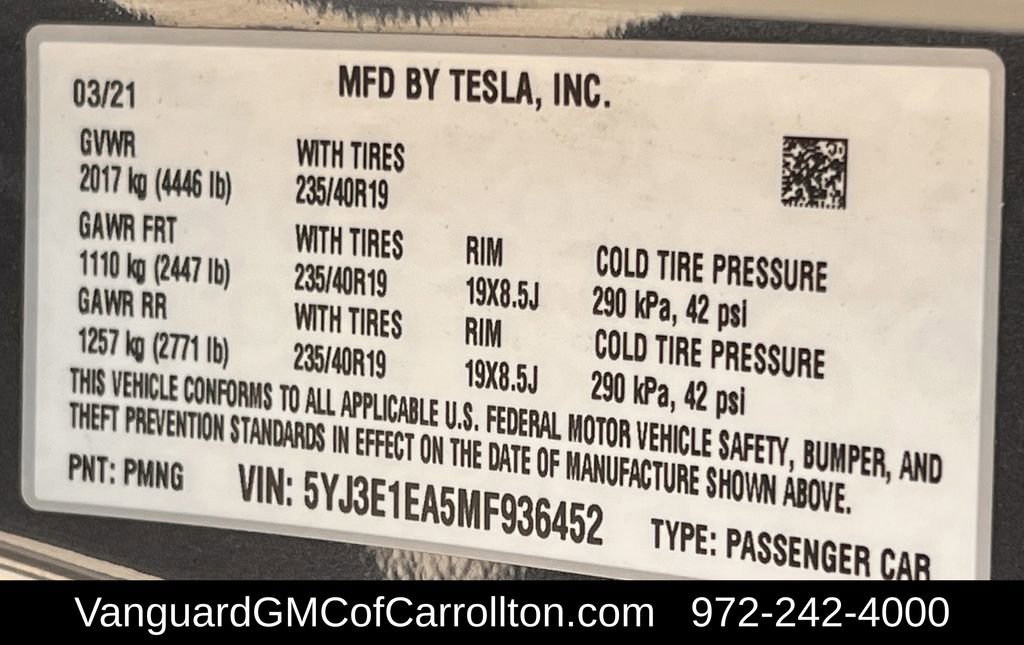 03/21 MFD BY TESLA, INC.
GVWR WITH TIRES
2017 kg (4446 lb) 235/40R19
GAWR FRT WITH TIRES RIM COLD TIRE PRESSURE
1110 kg (2447 lb) 235/40R19 19X8.5J 290 kPa, 42 psi
GAWR RR WITH TIRES RIM COLD TIRE PRESSURE
1257 kg (2771 lb) 235/40R19 19X8.5J 290 kPa, 42 psi
THIS VEHICLE CONFORMS TO ALL APPLICABLE U.S. FEDERAL MOTOR VEHICLE SAFETY, BUMPER, AND
THEFT PREVENTION STANDARDS IN EFFECT ON THE DATE OF MANUFACTURE SHOWN ABOVE.
PNT: PMNG VIN: 5YJ3E1EA5MF936452 TYPE: PASSENGER CAR
VanguardGMCofCarrollton.com 972-242-4000